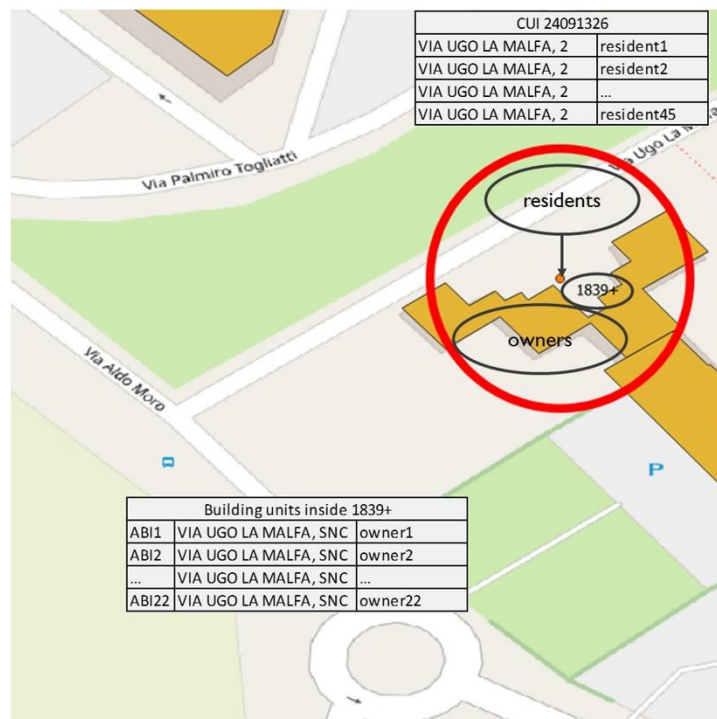 CUI 24091326
VIA UGO LA MALFA, 2 resident1
VIA UGO LA MALFA, 2 resident2
VIA UGO LA MALFA, 2 ...
VIA UGO LA MALFA, 2 resident45
Via Ugo La
Via Palmiro Togliatti
residents
1839+
owners
Via Aldo Moro
P
Building units inside 1839+
ABI1 VIA UGO LA MALFA, SNC owner1
ABI2 VIA UGO LA MALFA, SNC owner2
... VIA UGO LA MALFA, SNC ...
ABI22 VIA UGO LA MALFA, SNC owner22